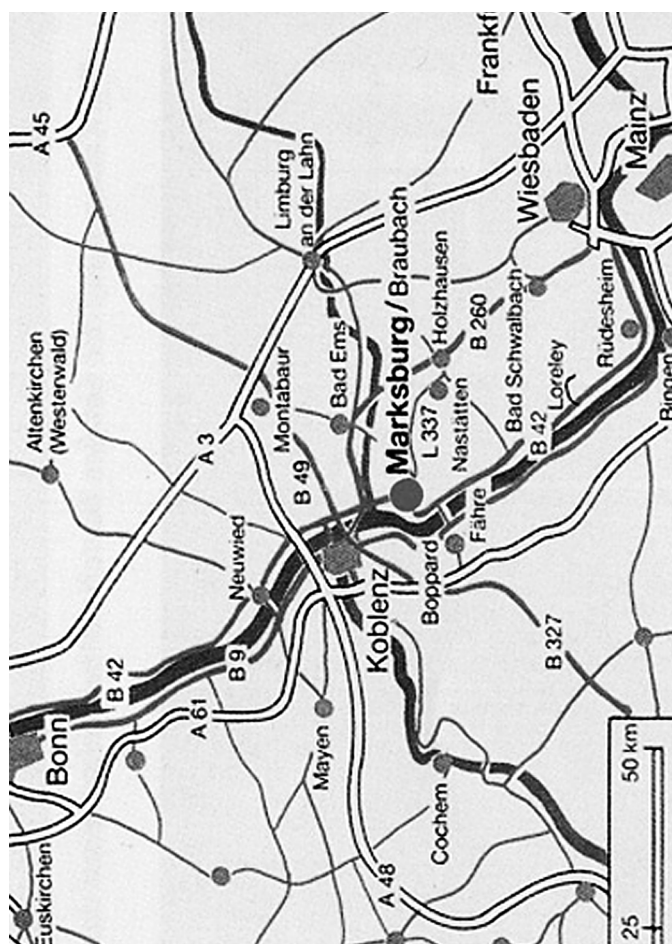 A 45
Frankf
Wiesbaden
Mainz
Limburg
an der Lahn
Altenkirchen
(Westerwald)
Montabaur
Bad Ems
Marksburg/Braubach
Holzhausen
B 260
Bad Schwalbach
Rüdesheim
Loreley
L 337
Nastätten
B 42
Bingen
A 3
B 49
Neuwied
Koblenz
Boppard
Fähre
B 327
B 42
B 9
Bonn
A 61
Mayen
Cochem
A 48
Euskirchen
25
50 km